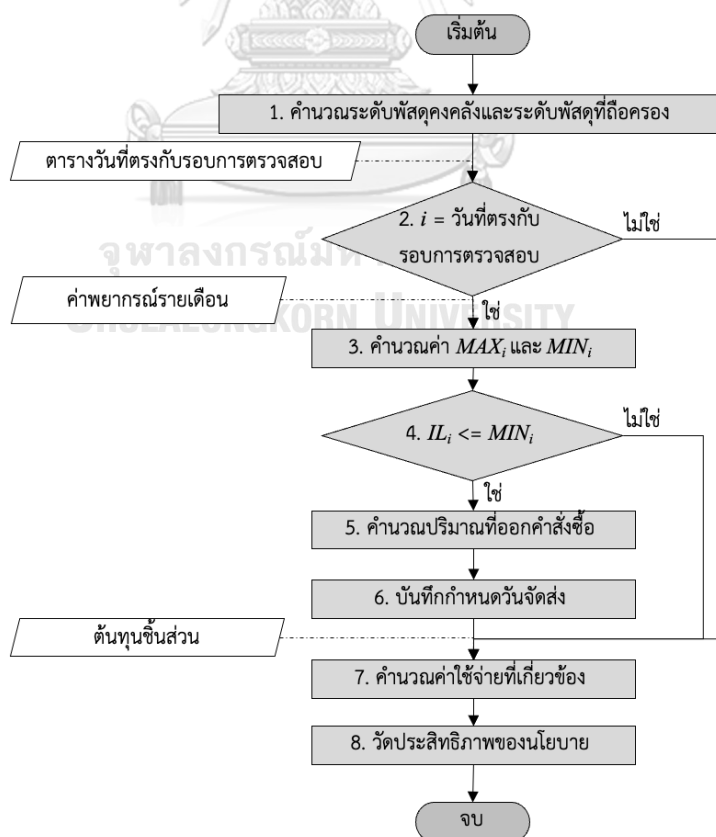 เริ่มต้น
1. คำนวณระดับพัสดุคงคลังและระดับพัสดุที่ถือครอง
ตารางวันที่ตรงกับรอบการตรวจสอบ
2. i = วันที่ตรงกับ
รอบการตรวจสอบ
ไม่ใช่
จุฬาลงกรณ์มห
ค่าพยากรณ์รายเดือน
ใช่
KORN UNIVERSITY
3. คำนวณค่า MAXi และ MINi
4. ILi <= MINi
ไม่ใช่
ใช่
5. คำนวณปริมาณที่ออกคำสั่งซื้อ
6. บันทึกกำหนดวันจัดส่ง
ต้นทุนชิ้นส่วน
7. คำนวณค่าใช้จ่ายที่เกี่ยวข้อง
8. วัดประสิทธิภาพของนโยบาย
จบ